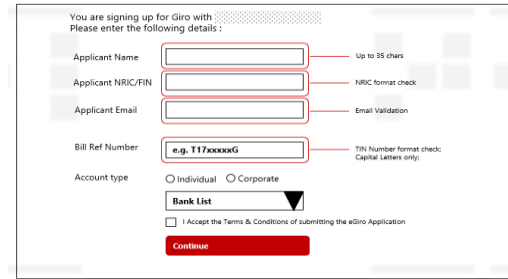 You are signing up for Giro with
Please enter the following details :
Applicant Name
Up to 35 chars
Applicant NRIC/FIN
NRIC format check
Applicant Email
Email Validation
Bill Ref Number
e.g. T17xxxxxG
TIN Number format check;
Capital Letters only;
Account type
Individual
Corporate
Bank List
I Accept the Terms & Conditions of submitting the eGiro Application
Continue